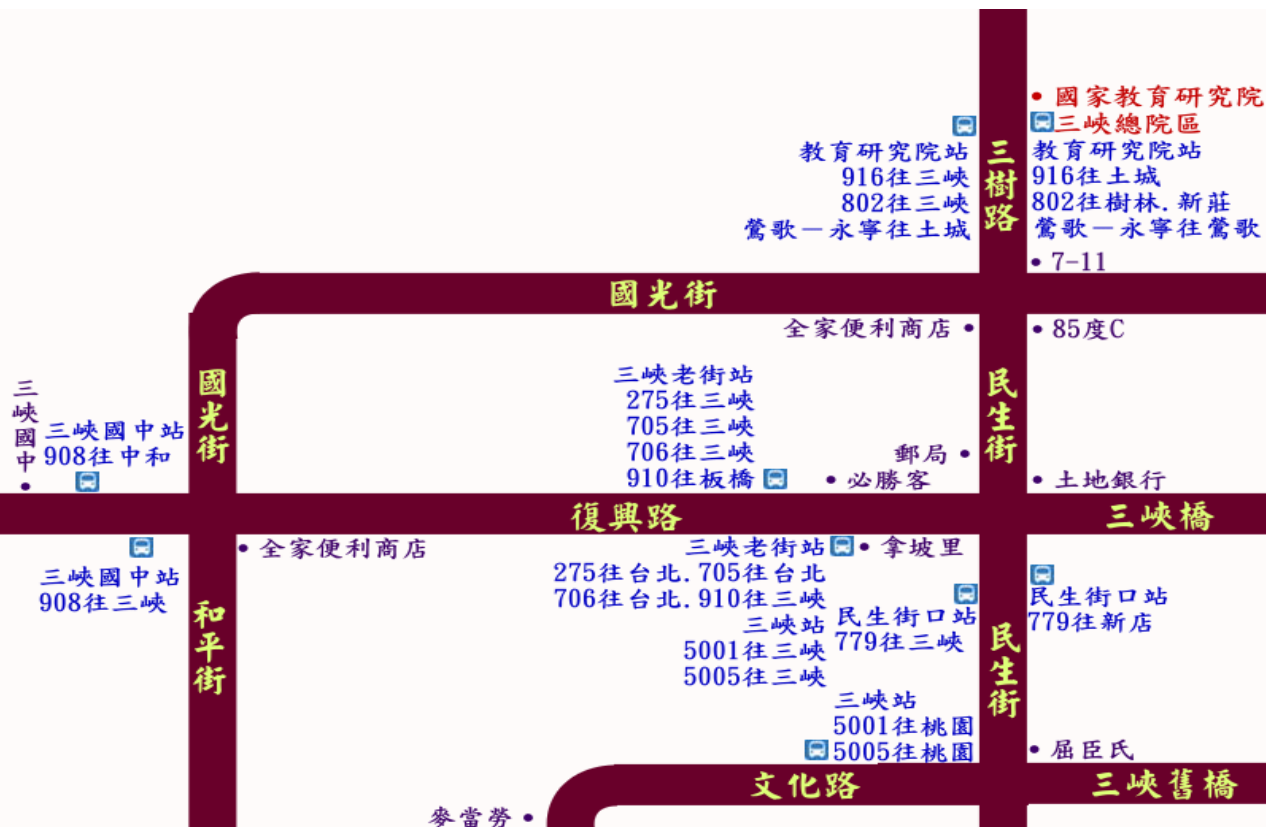 • 國家教育研究院
三峽總院區
教育研究院站
916往三峽
802往三峽
鶯歌－永寧往土城
三樹路
教育研究院站
916往土城
802往樹林.新莊
鶯歌－永寧往鶯歌
• 7-11
國光街
全家便利商店 •
• 85度C
三峽國中 •
三峽國中站
908往中和
國光街
三峽老街站
275往三峽
705往三峽
706往三峽
910往板橋
• 必勝客
郵局 •
民生街
• 土地銀行
復興路
三峽橋
三峽國中站
908往三峽
和平街
• 全家便利商店
三峽老街站
275往台北.705往台北
706往台北.910往三峽
三峽站
5001往三峽
5005往三峽
• 拿坡里
民生街口站
779往三峽
三峽站
5001往桃園
5005往桃園
民生街
民生街口站
779往新店
• 屈臣氏
文化路
三峽舊橋
麥當勞 •